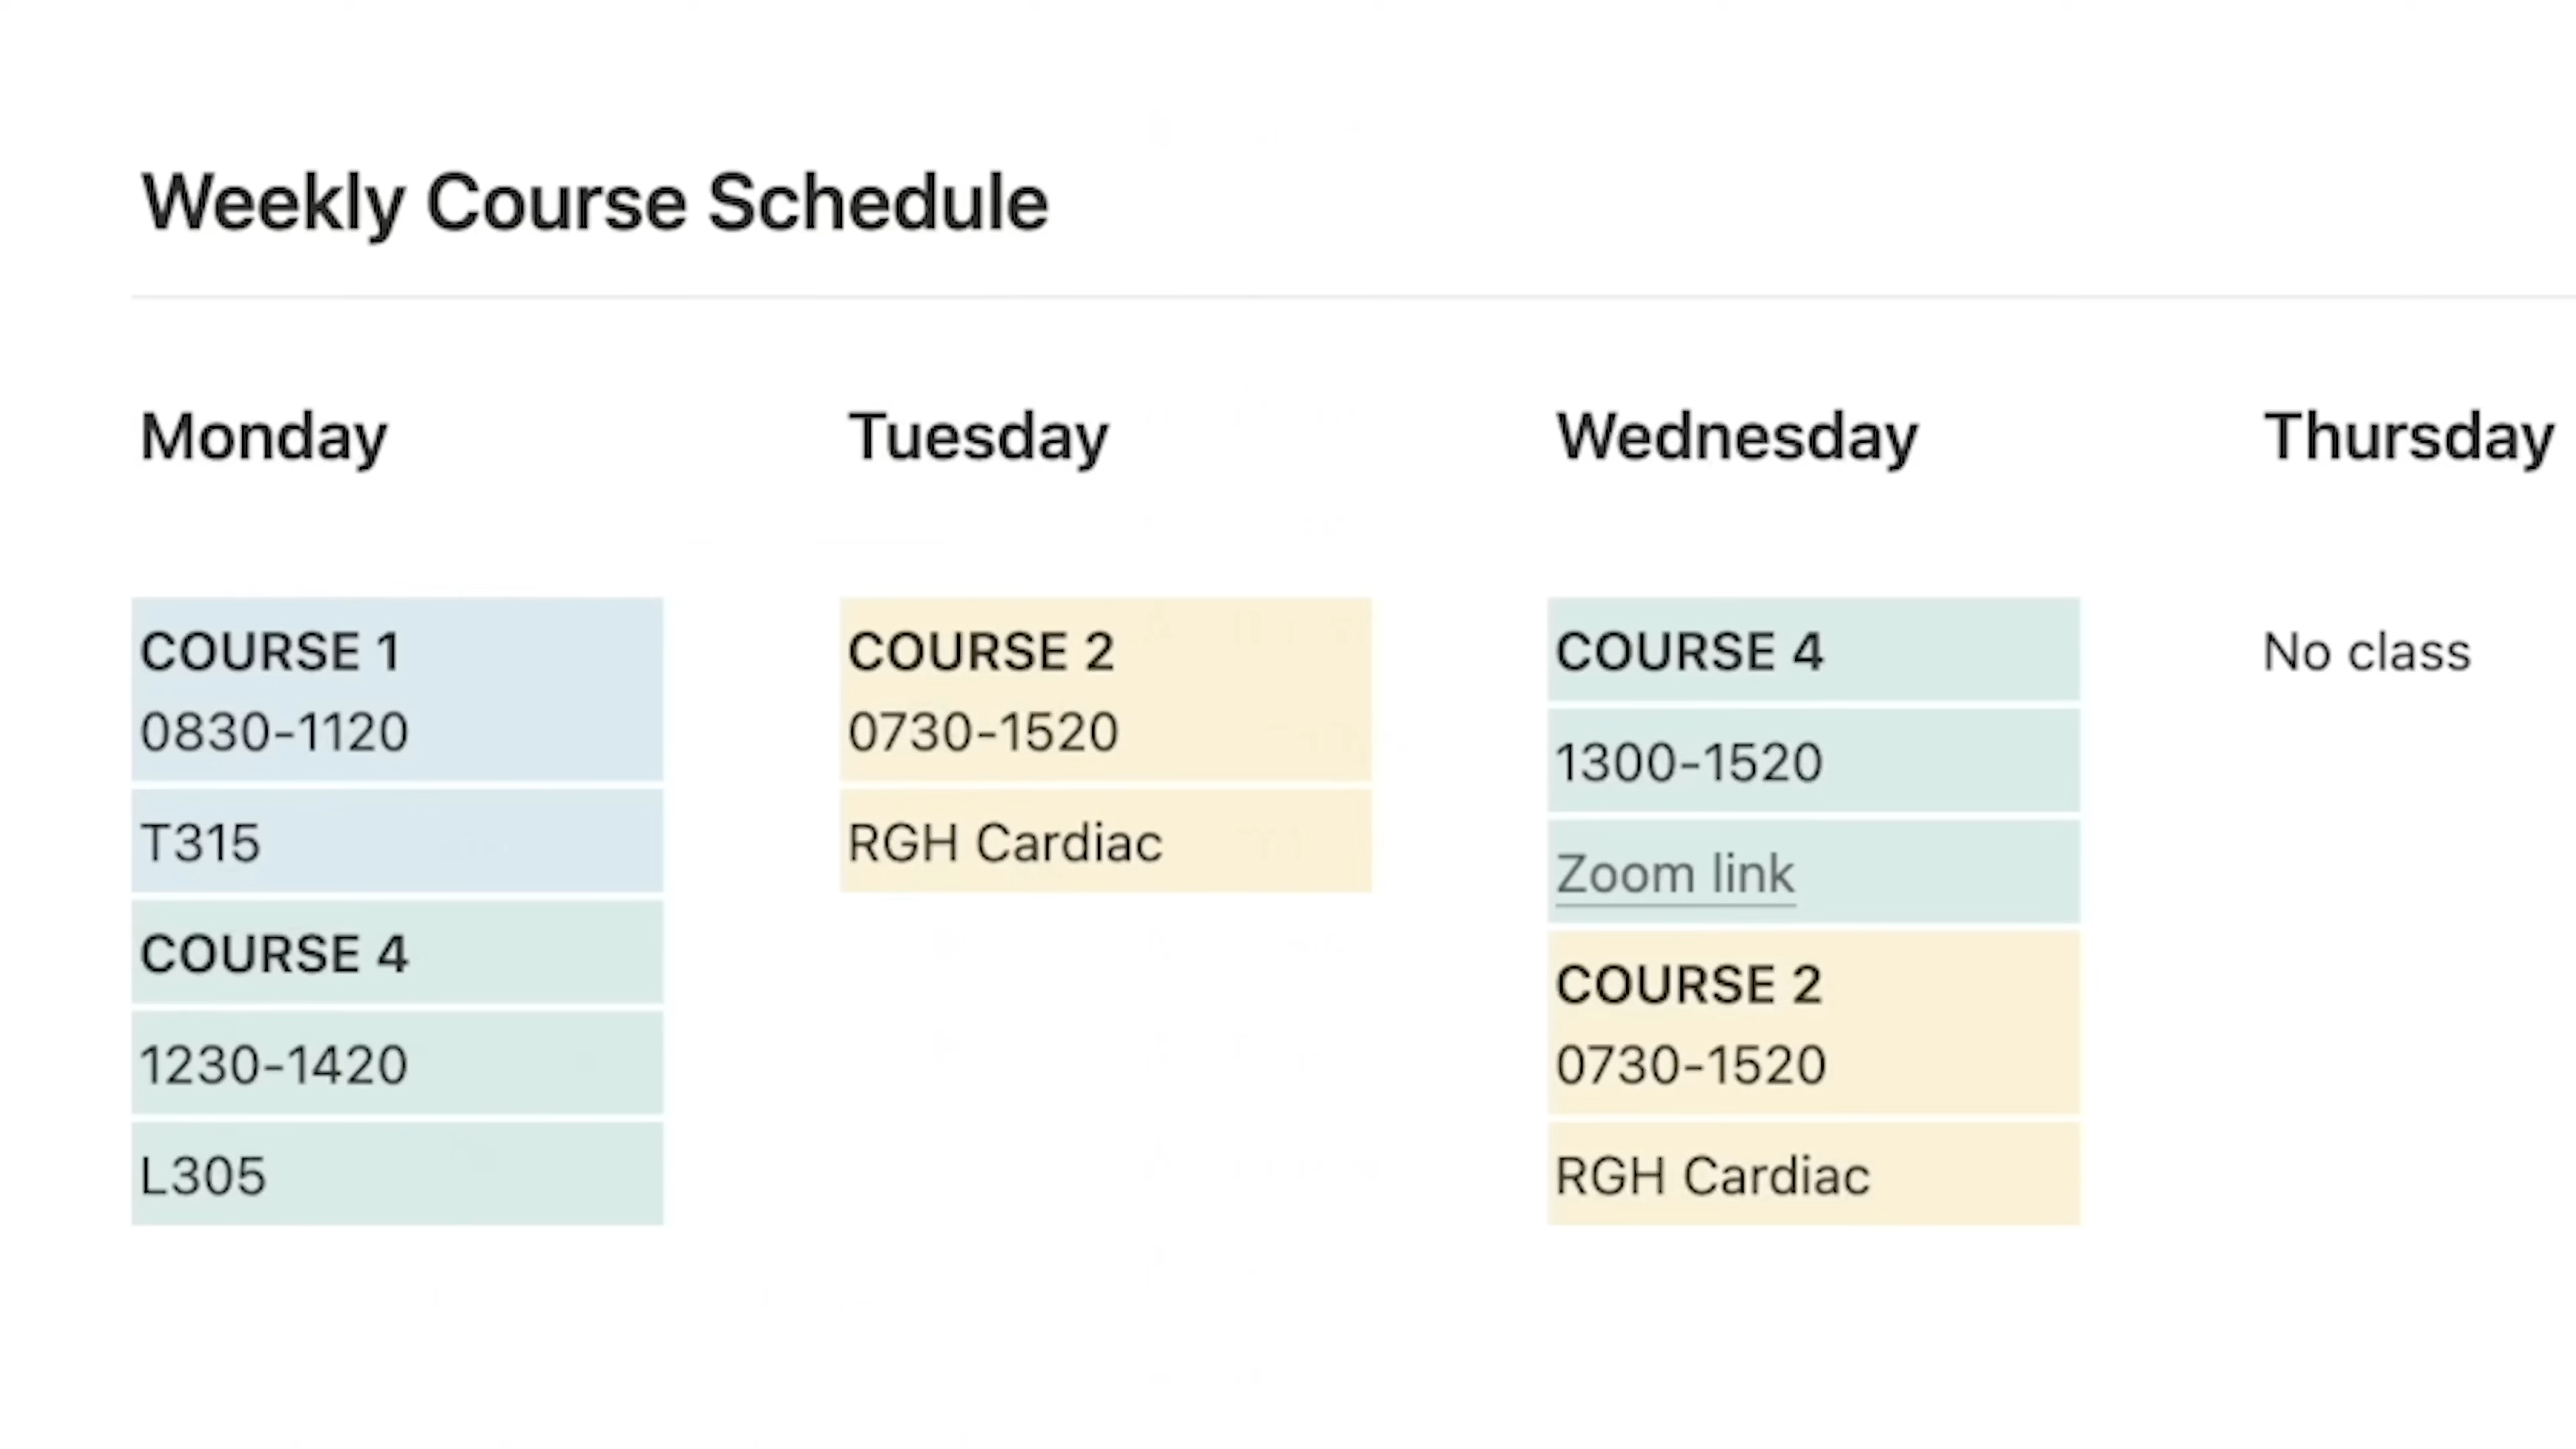 Weekly Course Schedule
Monday
COURSE 1
0830-1120
T315
COURSE 4
1230-1420
L305
Tuesday
COURSE 2
0730-1520
RGH Cardiac
Wednesday
COURSE 4
1300-1520
Zoom link
COURSE 2
0730-1520
RGH Cardiac
Thursday
No class